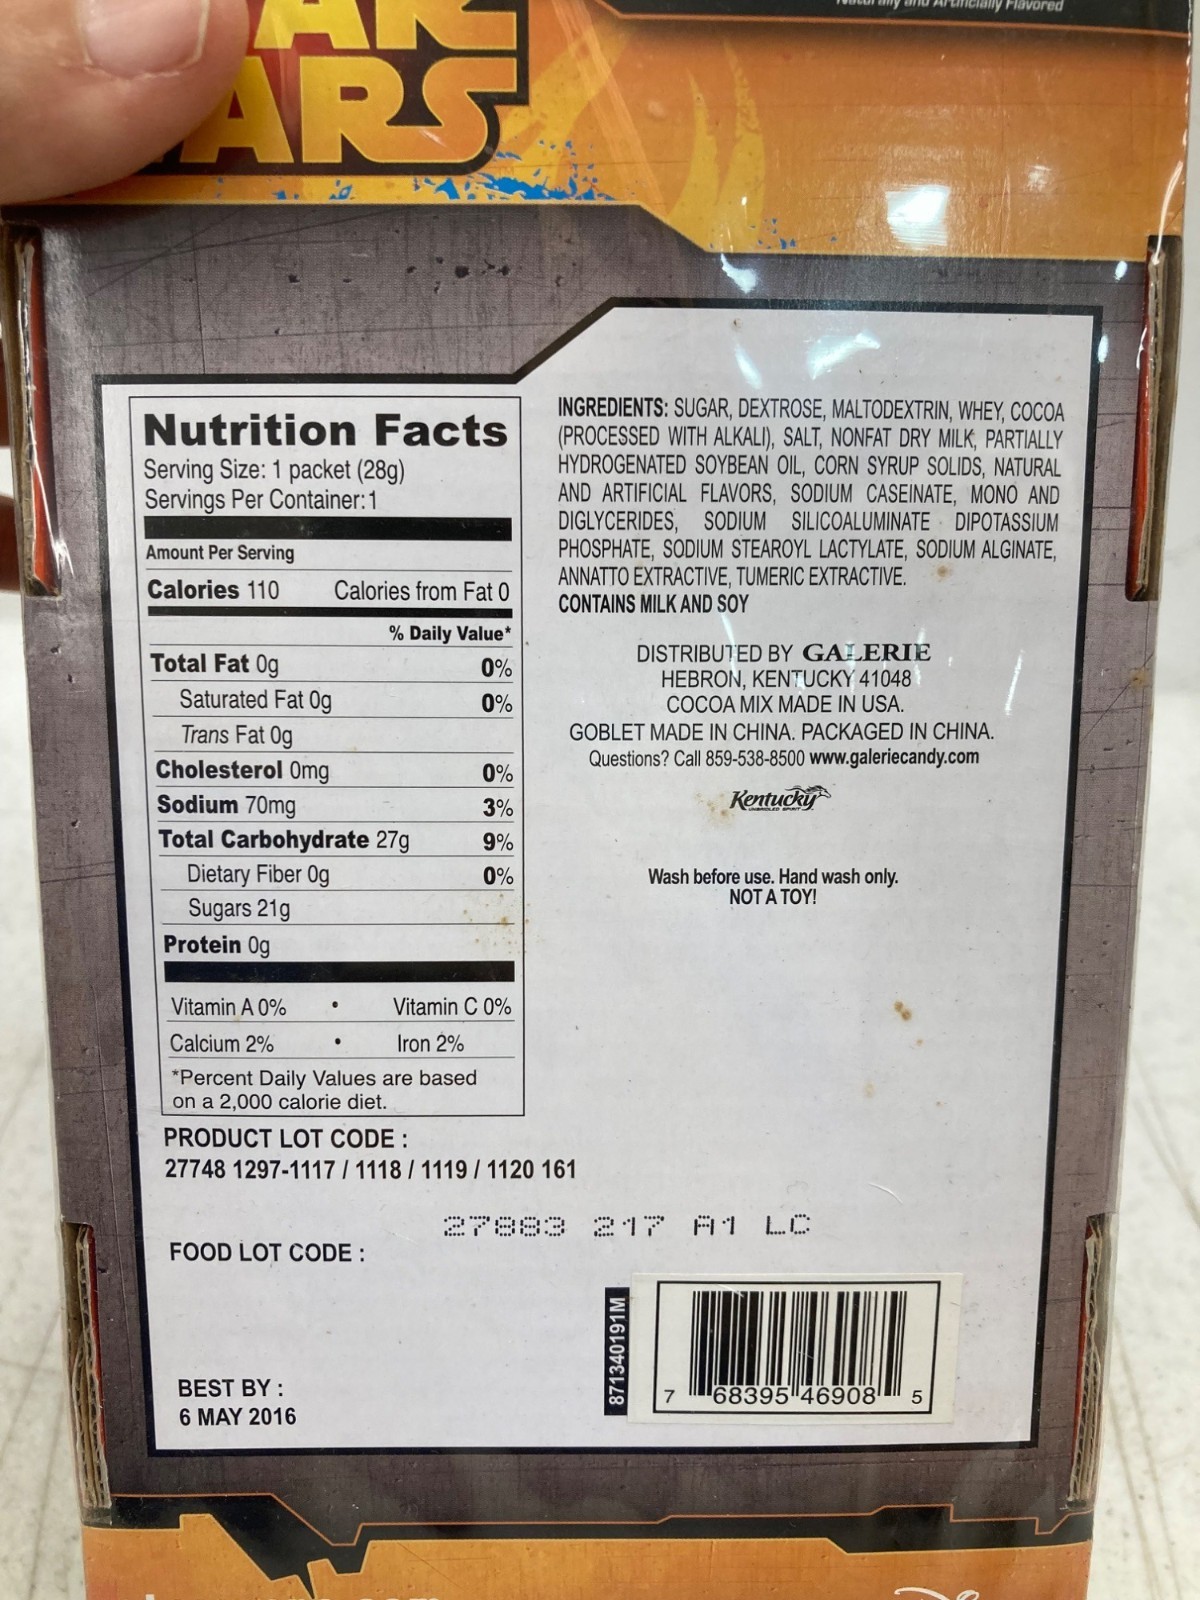 Naturally and Artificially Flavored
ARS
Nutrition Facts
Serving Size: 1 packet (28g)
Servings Per Container:1
Amount Per Serving
Calories 110 Calories from Fat 0
% Daily Value*
Total Fat 0g 0%
Saturated Fat 0g 0%
Trans Fat 0g
Cholesterol 0mg 0%
Sodium 70mg 3%
Total Carbohydrate 27g 9%
Dietary Fiber 0g 0%
Sugars 21g
Protein 0g
Vitamin A 0% • Vitamin C 0%
Calcium 2% • Iron 2%
*Percent Daily Values are based
on a 2,000 calorie diet.
INGREDIENTS: SUGAR, DEXTROSE, MALTODEXTRIN, WHEY, COCOA
(PROCESSED WITH ALKALI), SALT, NONFAT DRY MILK, PARTIALLY
HYDROGENATED SOYBEAN OIL, CORN SYRUP SOLIDS, NATURAL
AND ARTIFICIAL FLAVORS, SODIUM CASEINATE, MONO AND
DIGLYCERIDES, SODIUM SILICOALUMINATE DIPOTASSIUM
PHOSPHATE, SODIUM STEAROYL LACTYLATE, SODIUM ALGINATE,
ANNATTO EXTRACTIVE, TUMERIC EXTRACTIVE.
CONTAINS MILK AND SOY
DISTRIBUTED BY GALERIE
HEBRON, KENTUCKY 41048
COCOA MIX MADE IN USA.
GOBLET MADE IN CHINA. PACKAGED IN CHINA.
Questions? Call 859-538-8500 www.galeriecandy.com
Kentucky
UNBRIDLED SPIRIT
Wash before use. Hand wash only.
NOT A TOY!
PRODUCT LOT CODE :
27748 1297-1117 / 1118 / 1119 / 1120 161
27883 217 A1 LC
FOOD LOT CODE :
871340191M
7 68395 46908 5
BEST BY :
6 MAY 2016